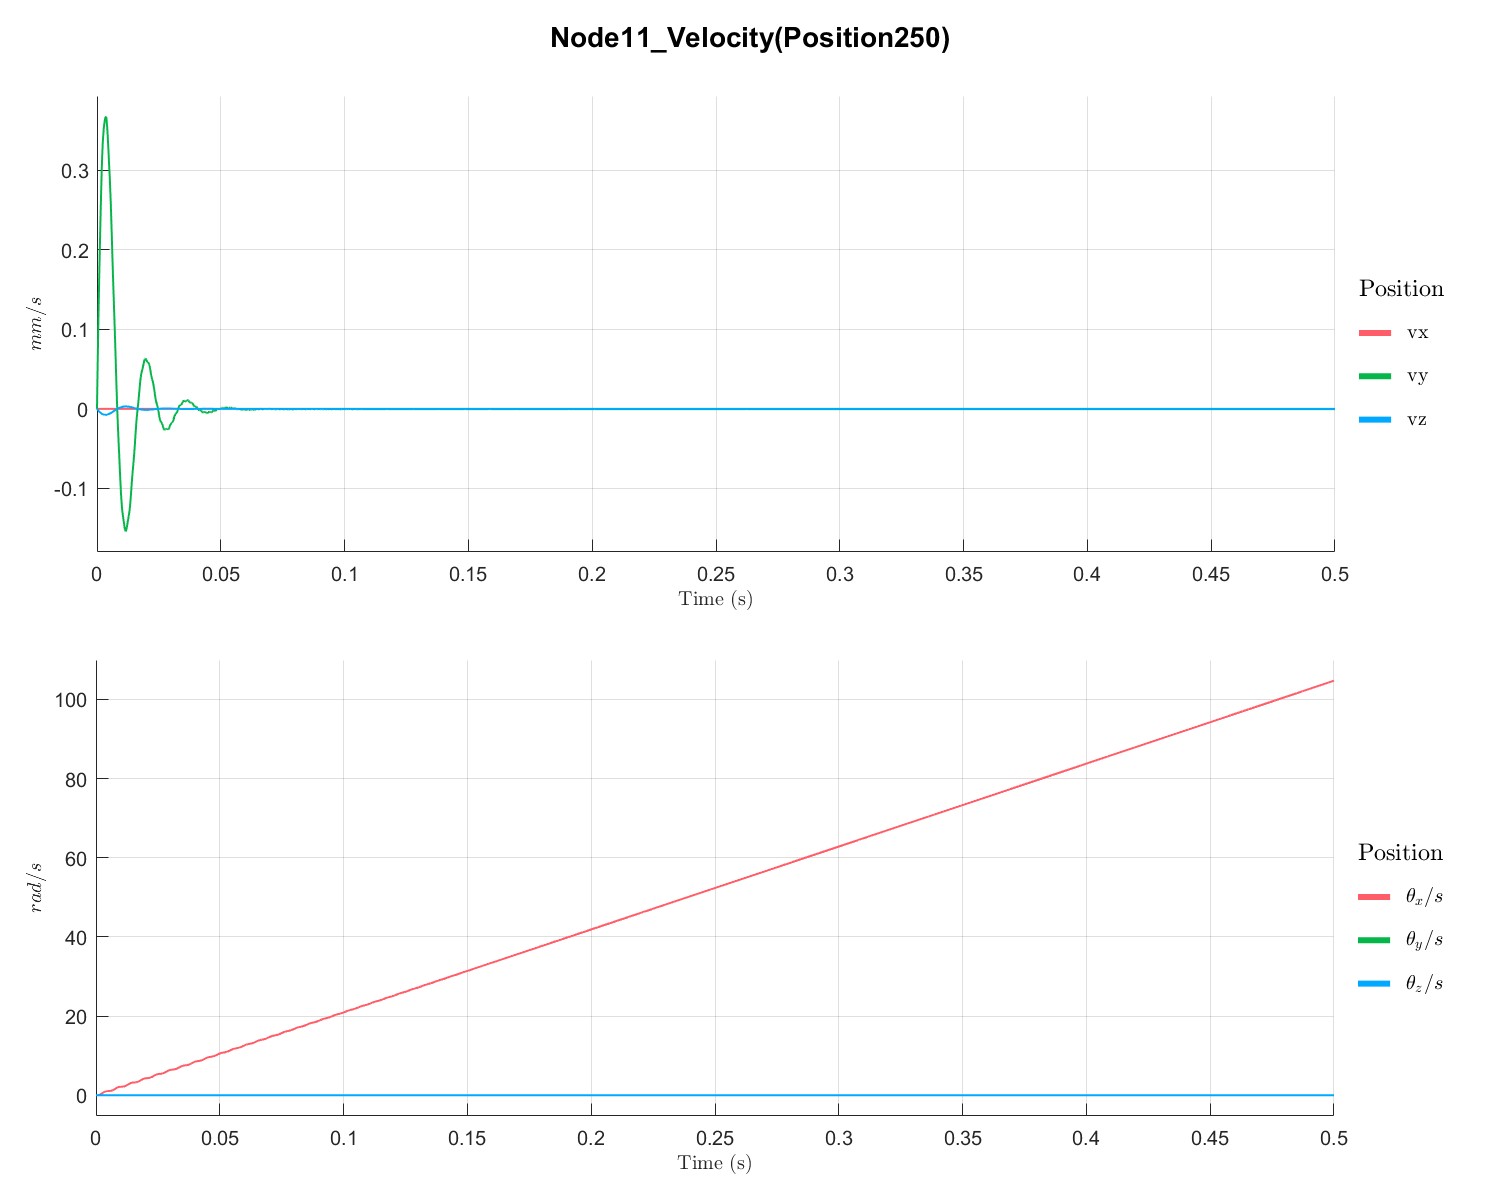 Node11_Velocity(Position250)
mm/s
0.3
0.2
0.1
0
-0.1
0 0.05 0.1 0.15 0.2 0.25 0.3 0.35 0.4 0.45 0.5
Time (s)
Position
vx
vy
vz
rad/s
100
80
60
40
20
0
0 0.05 0.1 0.15 0.2 0.25 0.3 0.35 0.4 0.45 0.5
Time (s)
Position
θₓ/s
θ_y/s
θ_z/s